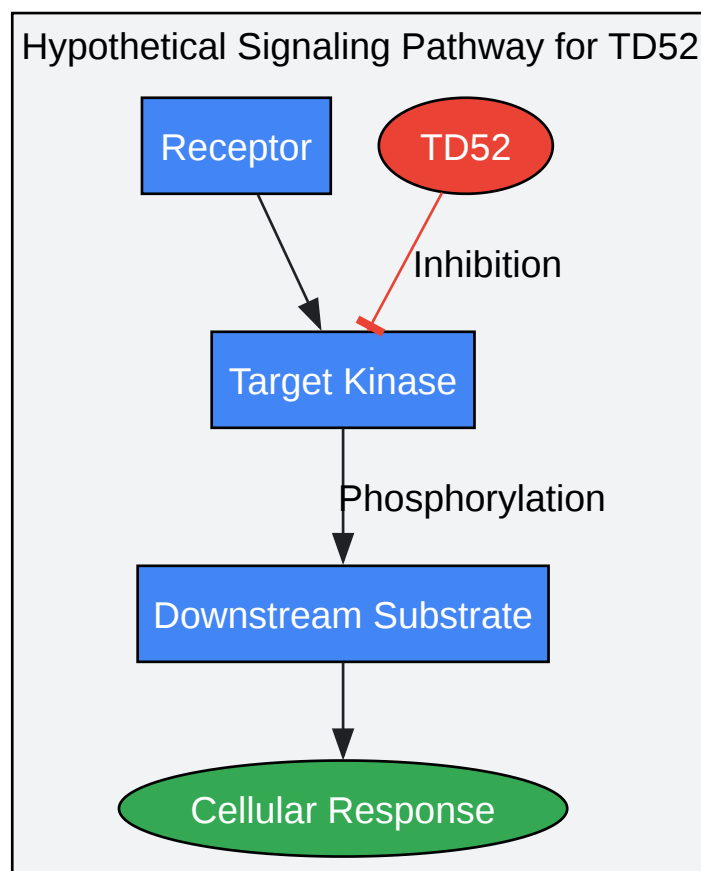 Hypothetical Signaling Pathway for TD52
Receptor
TD52
Inhibition
Target Kinase
Phosphorylation
Downstream Substrate
Cellular Response